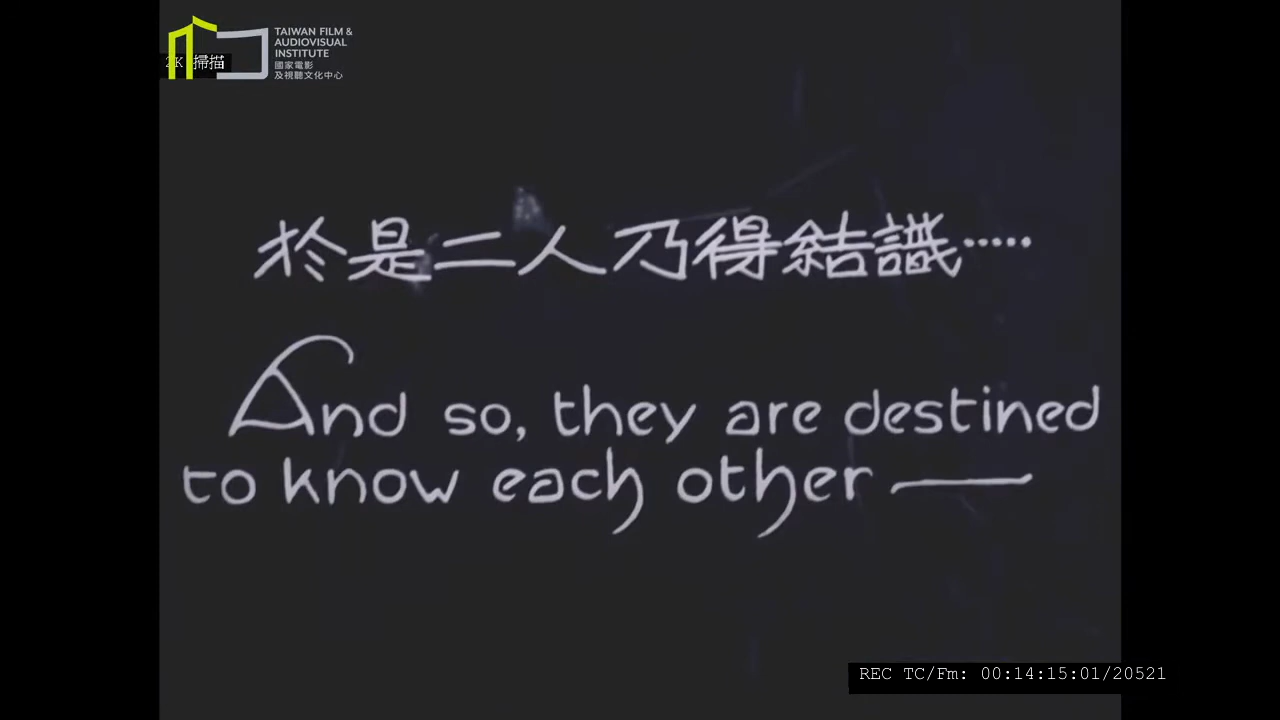 TAIWAN FILM &
AUDIOVISUAL
INSTITUTE
國家電影
及視聽文化中心
2K 掃描
於是二人乃得結識⋯⋯
And so, they are destined
to know each other —
REC TC/Fm: 00:14:15:01/20521